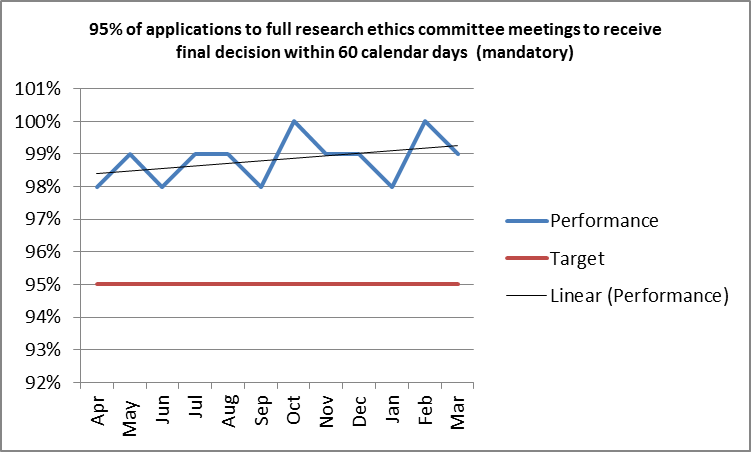 95% of applications to full research ethics committee meetings to receive
final decision within 60 calendar days  (mandatory)
101%
100%
99%
98%
97%
96%
95%
94%
93%
92%
Apr
May
Jun
Jul
Aug
Sep
Oct
Nov
Dec
Jan
Feb
Mar
Performance
Target
Linear (Performance)